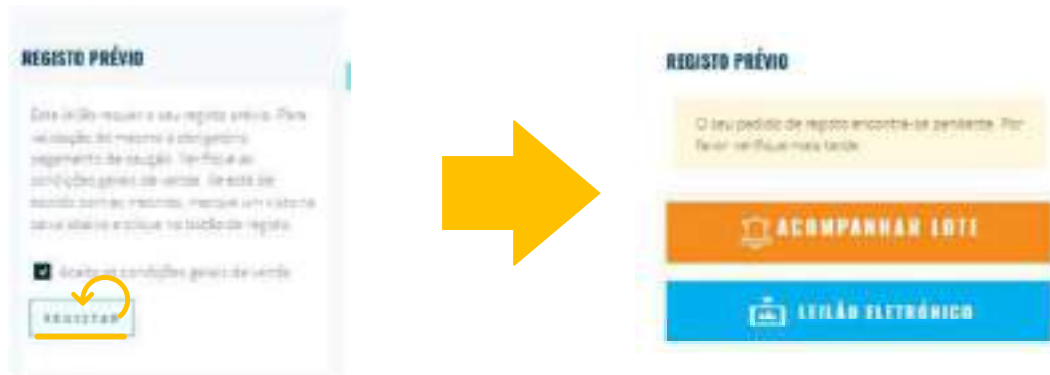 REGISTO PRÉVIO
Este leilão requer o seu registo prévio. Para
validação do mesmo é obrigatório
pagamento de caução. Verifique as
condições gerais de venda. Se está de
acordo com as mesmas, marque um visto na
caixa abaixo e clique no botão de registo.
Aceito as condições gerais de venda
REGISTAR
REGISTO PRÉVIO
O seu pedido de registo encontra-se pendente. Por
favor verifique mais tarde.
ACOMPANHAR LOTE
LEILÃO ELETRÓNICO